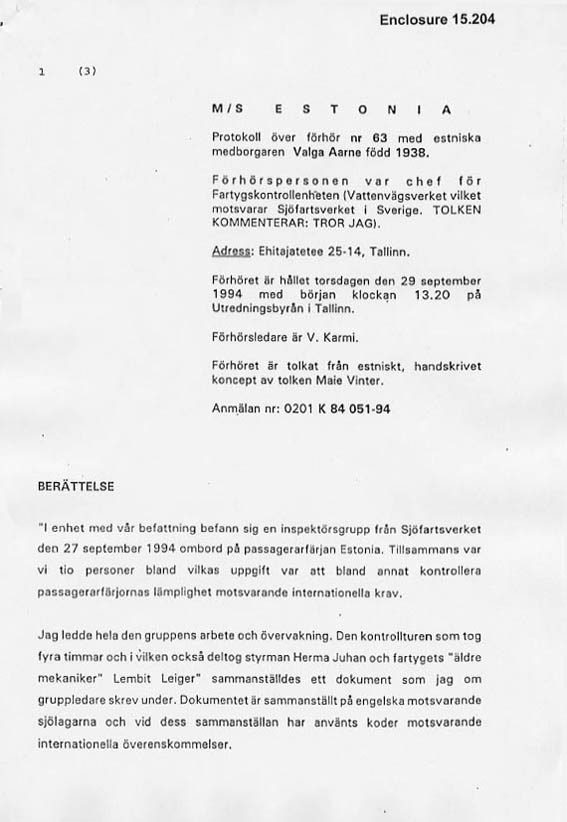 Enclosure 15.204
1 (3)
M/S E S T O N I A
Protokoll över förhör nr 63 med estniska
medborgaren Valga Aarne född 1938.
Förhörspersonen var chef för
Fartygskontrollenheten (Vattenvägsverket vilket
motsvarar Sjöfartsverket i Sverige. TOLKEN
KOMMENTERAR: TROR JAG).
Adress: Ehitajatetee 25-14, Tallinn.
Förhöret är hållet torsdagen den 29 september
1994 med början klockan 13.20 på
Utredningsbyrån i Tallinn.
Förhörsledare är V. Karmi.
Förhöret är tolkat från estniskt, handskrivet
koncept av tolken Maie Vinter.
Anmälan nr: 0201 K 84 051-94
BERÄTTELSE
"I enhet med vår befattning befann sig en inspektörsgrupp från Sjöfartsverket
den 27 september 1994 ombord på passagerarfärjan Estonia. Tillsammans var
vi tio personer bland vilkas uppgift var att bland annat kontrollera
passagerarfärjornas lämplighet motsvarande internationella krav.
Jag ledde hela den gruppens arbete och övervakning. Den kontrollturen som tog
fyra timmar och i vilken också deltog styrman Herma Juhan och fartygets "äldre
mekaniker" Lembit Leiger" sammanställdes ett dokument som jag om
gruppledare skrev under. Dokumentet är sammanställt på engelska motsvarande
sjölagarna och vid dess sammanställan har använts koder motsvarande
internationella överenskommelser.